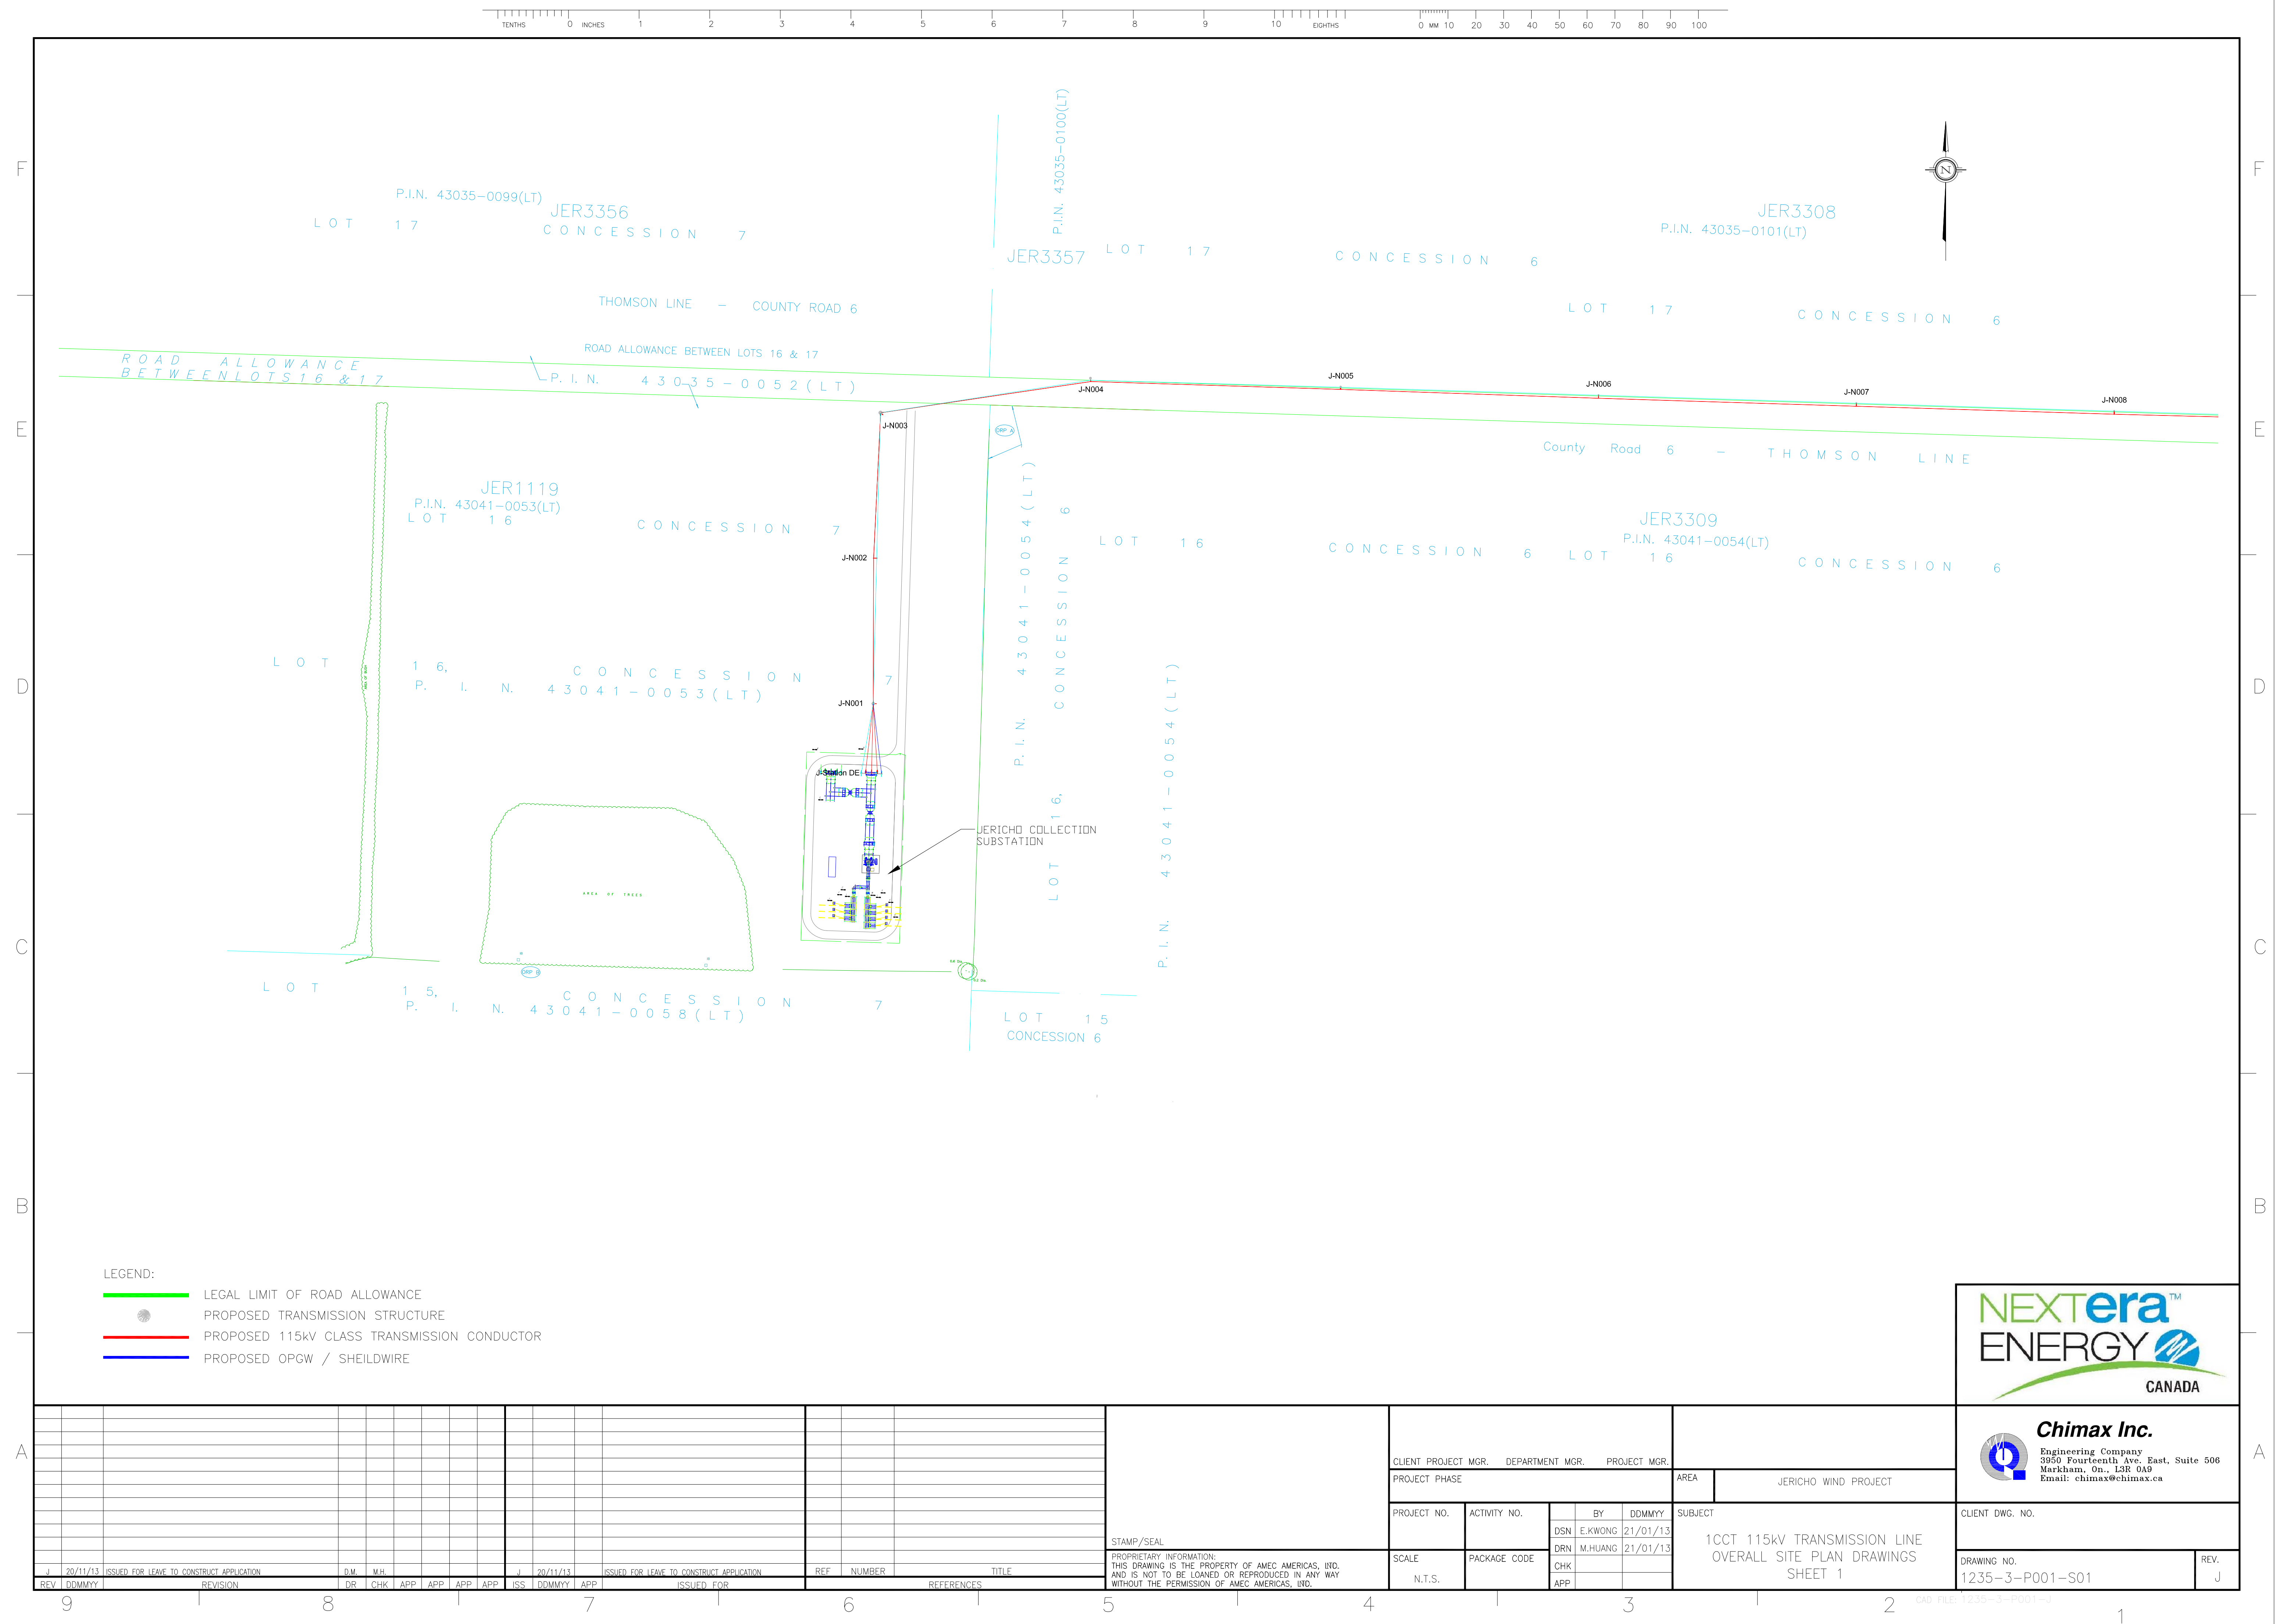 TENTHS 0 INCHES 1 2 3 4 5 6 7 8 9 10 EIGHTHS 0 MM 10 20 30 40 50 60 70 80 90 100
F
F
E
E
D
D
C
C
B
B
A
A
P.I.N. 43035-0099(LT)
JER3356
LOT 17 CONCESSION 7
P.I.N. 43035-0100(LT)
JER3357
LOT 17 CONCESSION 6
JER3308
P.I.N. 43035-0101(LT)
N
THOMSON LINE - COUNTY ROAD 6
LOT 17 CONCESSION 6
ROAD ALLOWANCE BETWEEN LOTS 16 & 17
ROAD ALLOWANCE
BETWEENLOTS16 &17
P. I. N. 43035-0052(LT)
J-N004
J-N005
J-N006
J-N007
J-N008
J-N003
County Road 6 - THOMSON LINE
JER1119
P.I.N. 43041-0053(LT)
LOT 16 CONCESSION 7
J-N002
P.I.N. 43041-0054(LT)
CONCESSION 6
LOT 16,
LOT 16 CONCESSION 6
JER3309
P.I.N. 43041-0054(LT)
LOT 16 CONCESSION 6
P.I.N. 43041-0054(LT)
LOT 16, CONCESSION 7
P. I. N. 43041-0053(LT)
J-N001
J-Station DE
JERICHO COLLECTION
SUBSTATION
AREA OF TREES
LOT 15, CONCESSION 7
P. I. N. 43041-0058(LT)
LOT 15
CONCESSION 6
LEGEND:
LEGAL LIMIT OF ROAD ALLOWANCE
PROPOSED TRANSMISSION STRUCTURE
PROPOSED 115kV CLASS TRANSMISSION CONDUCTOR
PROPOSED OPGW / SHEILDWIRE
NEXTera™
ENERGY
CANADA
Chimax Inc.
Engineering Company
3950 Fourteenth Ave. East, Suite 506
Markham, On., L3R 0A9
Email: chimax@chimax.ca
CLIENT PROJECT MGR. DEPARTMENT MGR. PROJECT MGR.
PROJECT PHASE
AREA JERICHO WIND PROJECT
PROJECT NO. ACTIVITY NO. BY DDMMYY
DSN E.KWONG 21/01/13
DRN M.HUANG 21/01/13
CHK
APP
SCALE
N.T.S.
PACKAGE CODE
SUBJECT
1CCT 115kV TRANSMISSION LINE
OVERALL SITE PLAN DRAWINGS
SHEET 1
CLIENT DWG. NO.
DRAWING NO.
1235-3-P001-S01
REV.
J
STAMP/SEAL
PROPRIETARY INFORMATION:
THIS DRAWING IS THE PROPERTY OF AMEC AMERICAS,
AND IS NOT TO BE LOANED OR REPRODUCED IN ANY WAY
WITHOUT THE PERMISSION OF AMEC AMERICAS,
J 20/11/13 ISSUED FOR LEAVE TO CONSTRUCT APPLICATION D.M. M.H.
REV DDMMYY REVISION DR CHK APP APP APP APP
J 20/11/13 ISSUED FOR LEAVE TO CONSTRUCT APPLICATION
ISS DDMMYY APP ISSUED FOR
REF NUMBER TITLE
REFERENCES
CAD FILE: 1235-3-P001-J
9 8 7 6 5 4 3 2 1